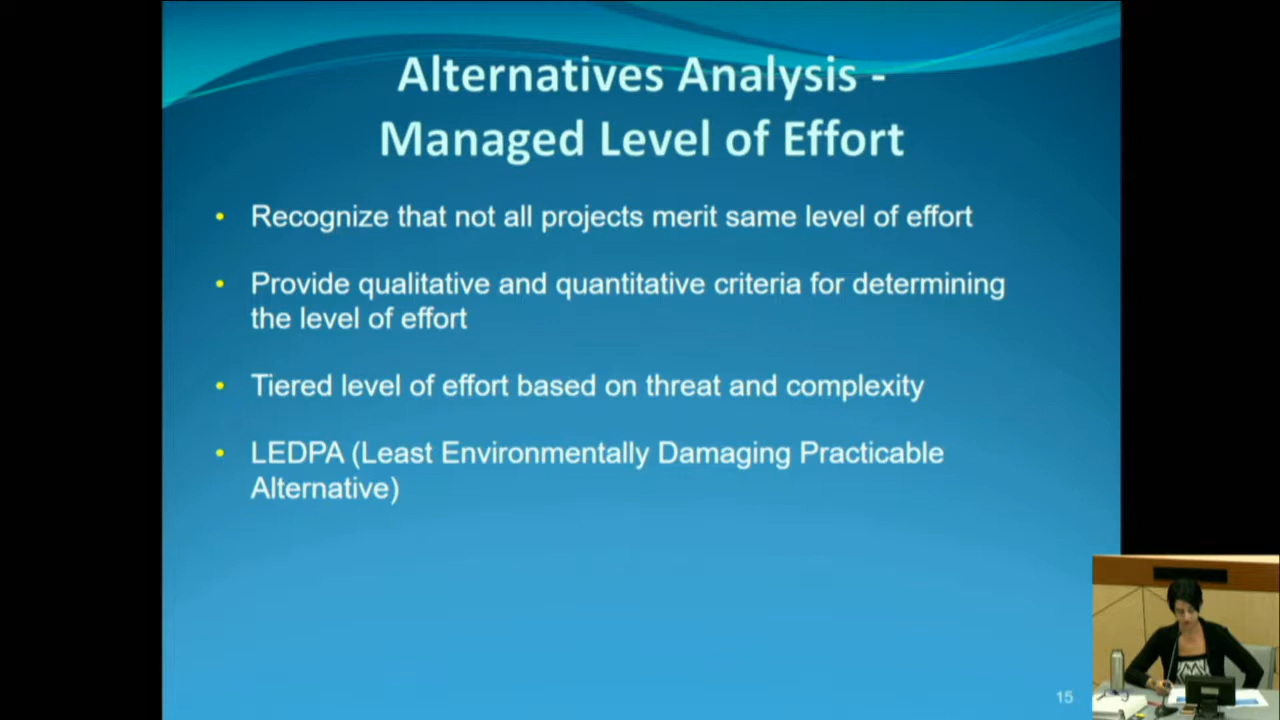 Alternatives Analysis -
Managed Level of Effort
• Recognize that not all projects merit same level of effort
• Provide qualitative and quantitative criteria for determining
the level of effort
• Tiered level of effort based on threat and complexity
• LEDPA (Least Environmentally Damaging Practicable
Alternative)
15